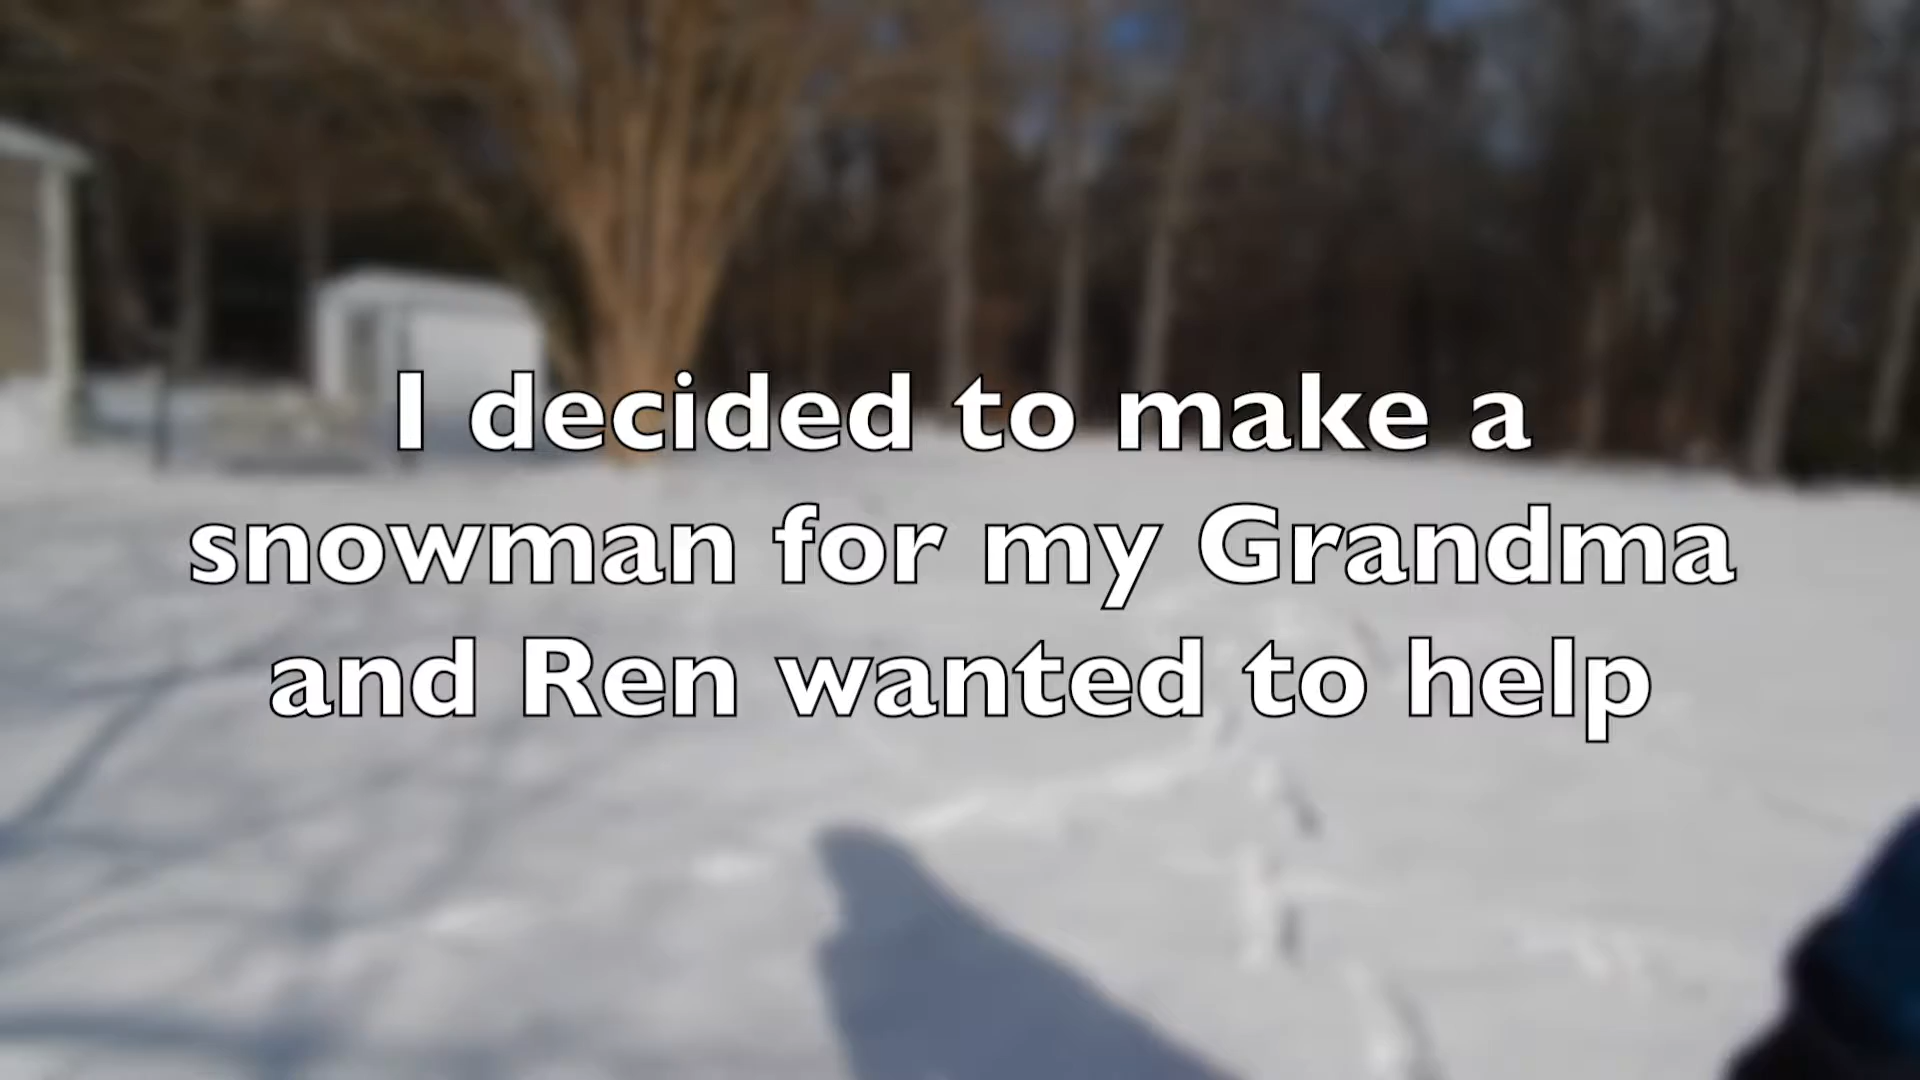 I decided to make a
snowman for my Grandma
and Ren wanted to help